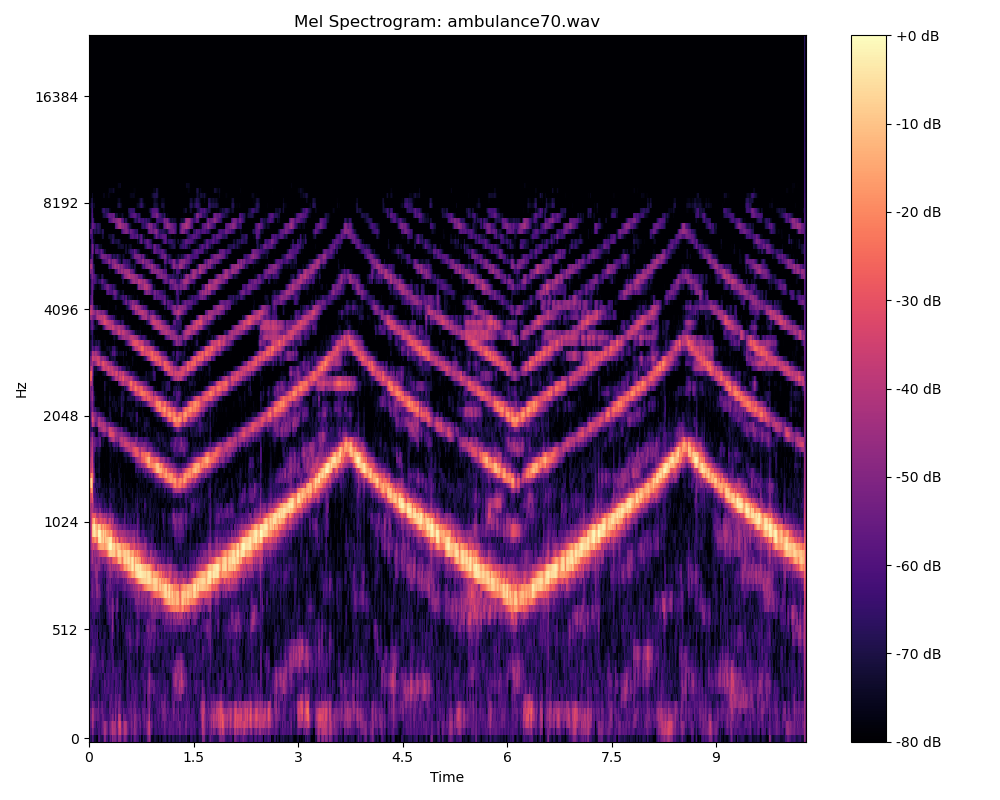 Mel Spectrogram: ambulance70.wav
+0 dB
16384
-10 dB
8192
-20 dB
4096
-30 dB
Hz
-40 dB
2048
-50 dB
1024
-60 dB
512
-70 dB
0
-80 dB
0 1.5 3 4.5 6 7.5 9
Time